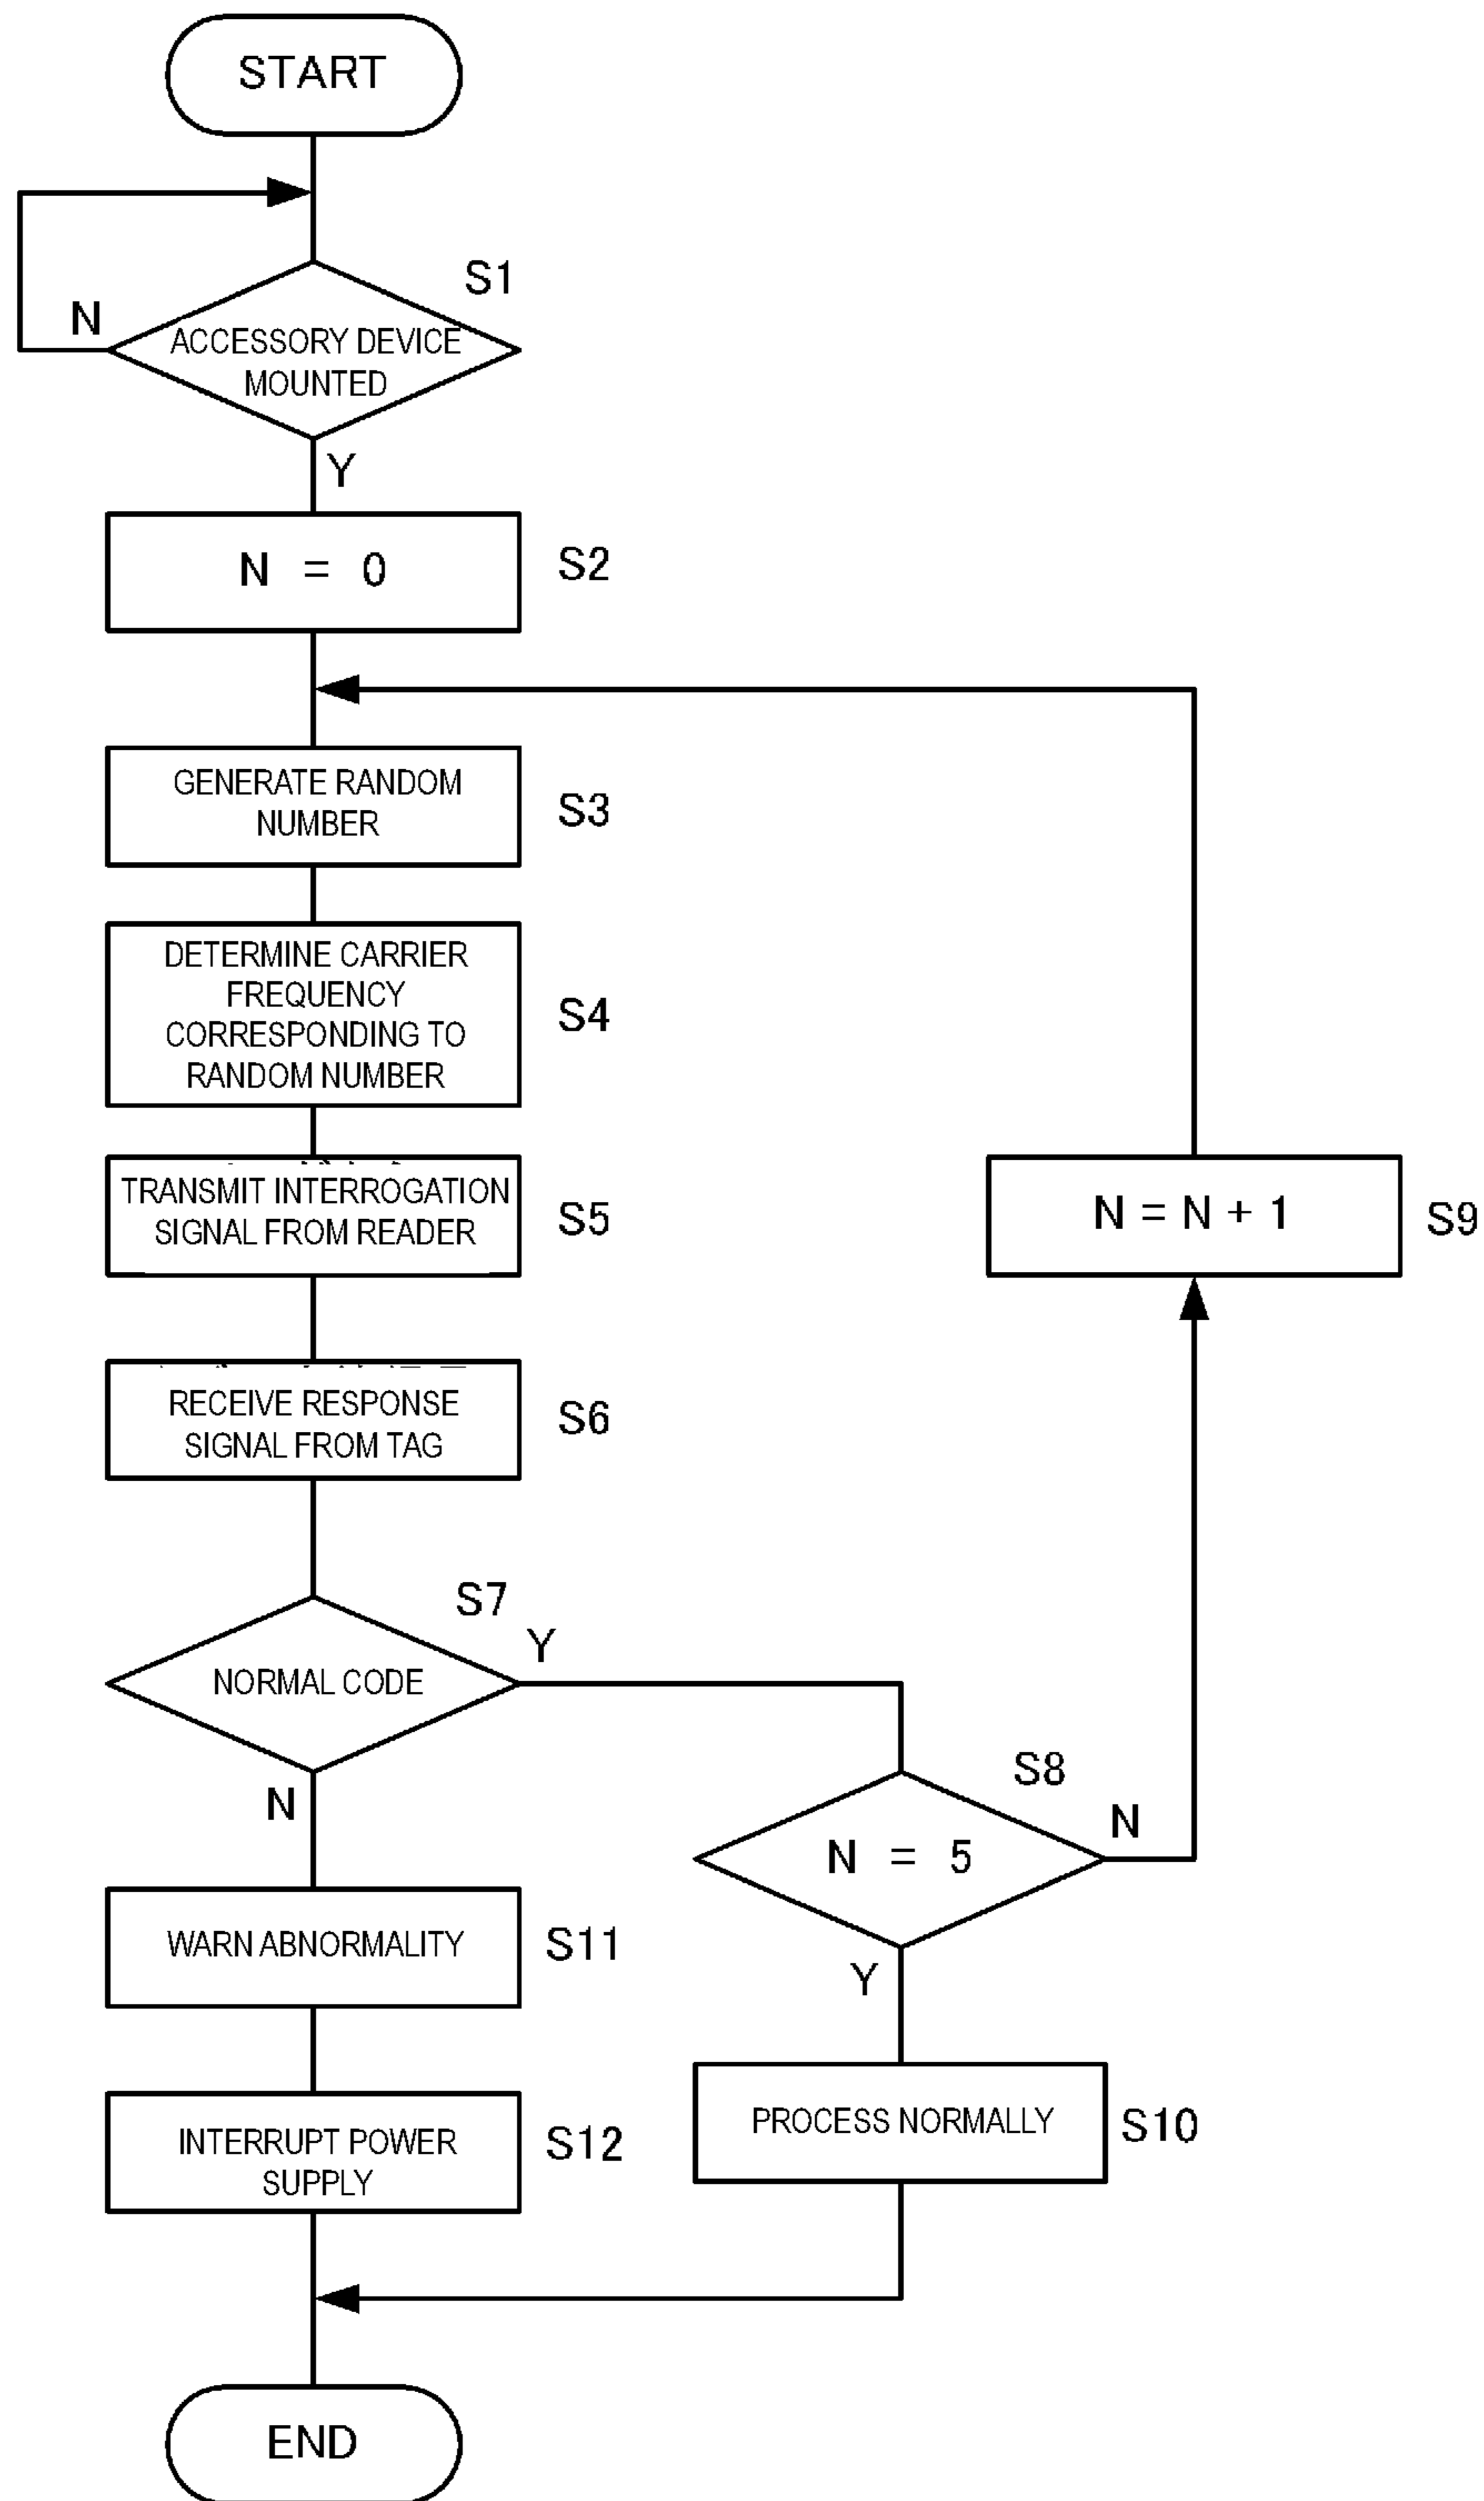 START
S1
N
ACCESSORY DEVICE
MOUNTED
Y
N = 0
S2
GENERATE RANDOM
NUMBER
S3
DETERMINE CARRIER
FREQUENCY
CORRESPONDING TO
RANDOM NUMBER
S4
TRANSMIT INTERROGATION
SIGNAL FROM READER
S5
N = N + 1
S9
RECEIVE RESPONSE
SIGNAL FROM TAG
S6
S7
Y
NORMAL CODE
N
S8
N
N = 5
Y
WARN ABNORMALITY
S11
PROCESS NORMALLY
S10
INTERRUPT POWER
SUPPLY
S12
END